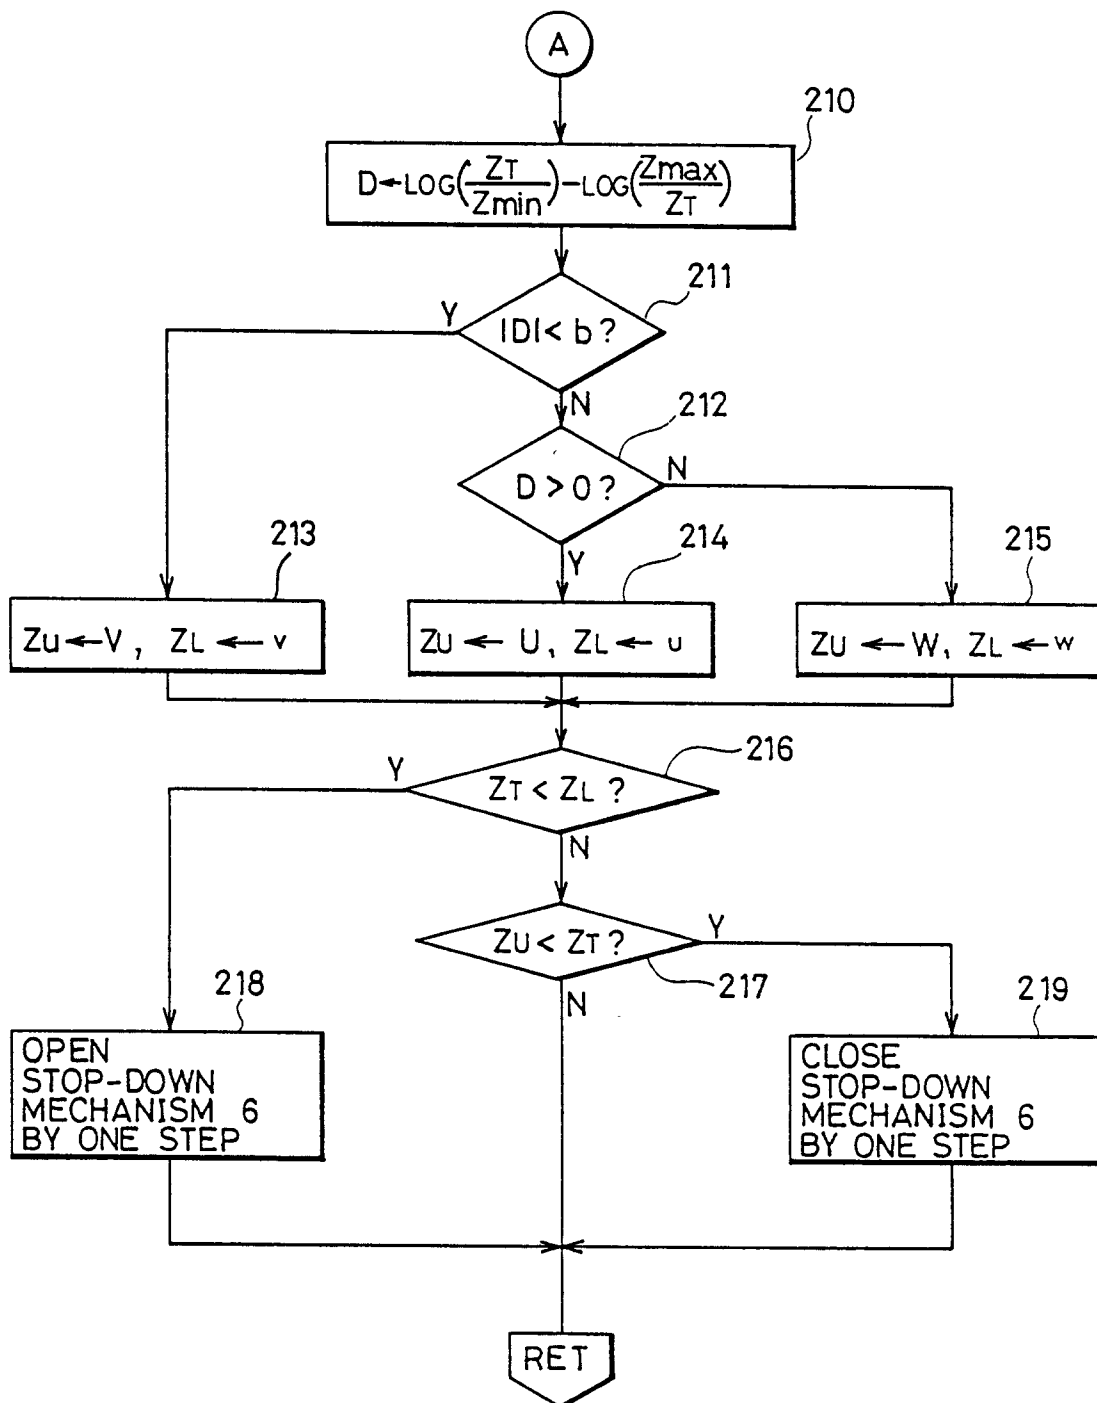 A
210
D←LOG(ZT/Zmin)-LOG(Zmax/ZT)
211
Y
|D|< b ?
N
212
D > 0 ?
N
Y
213
214
215
ZU ← V , ZL ← v
ZU ← U, ZL ← u
ZU ← W, ZL ← w
216
Y
ZT < ZL ?
N
ZU < ZT ?
Y
217
N
218
OPEN
STOP-DOWN
MECHANISM 6
BY ONE STEP
219
CLOSE
STOP-DOWN
MECHANISM 6
BY ONE STEP
RET